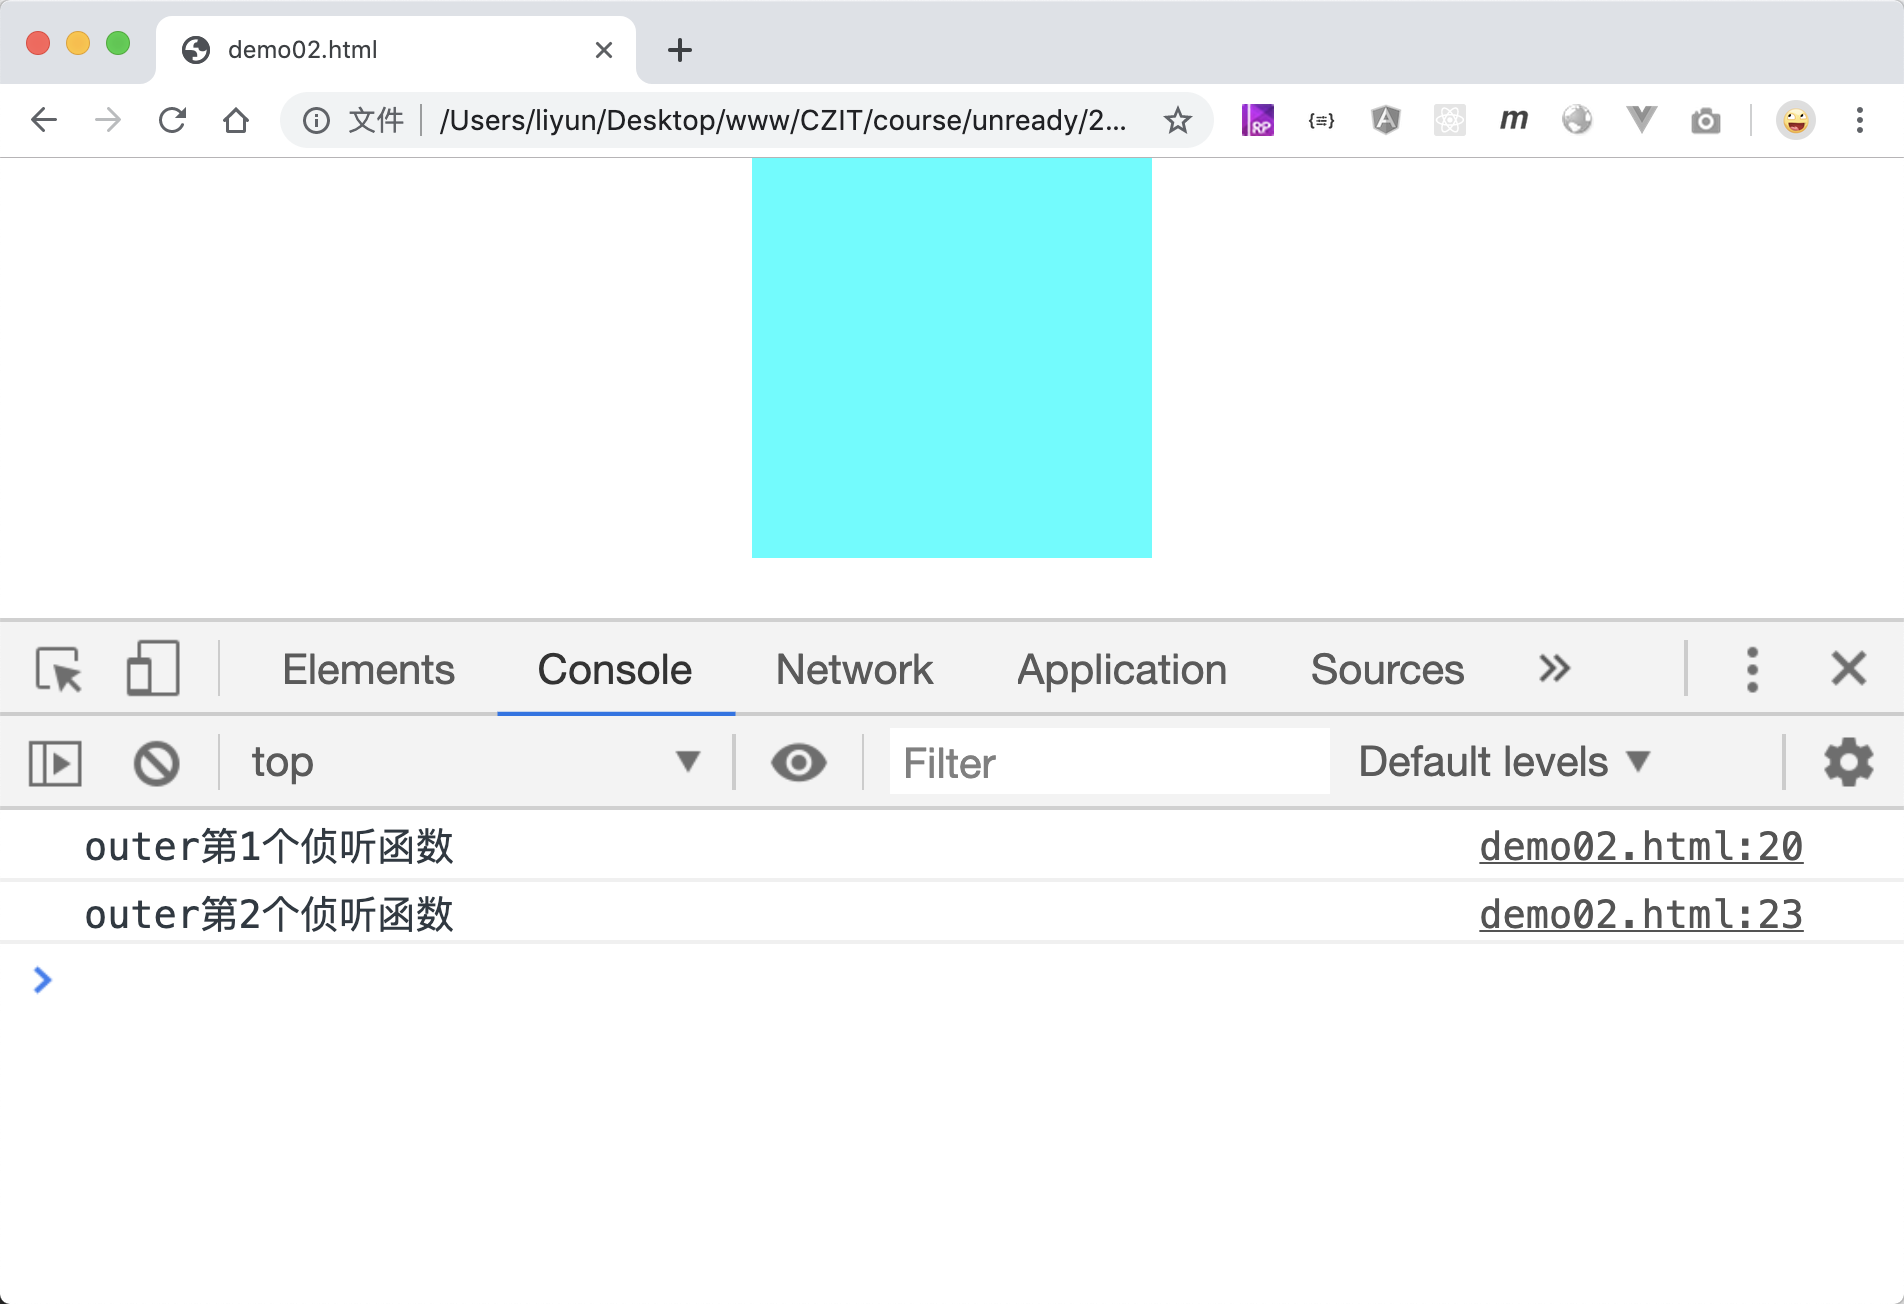 demo02.html
文件 /Users/liyun/Desktop/www/CZIT/course/unready/2...
RP {≡} m
Elements Console Network Application Sources
top Filter Default levels
outer第1个侦听函数 demo02.html:20
outer第2个侦听函数 demo02.html:23